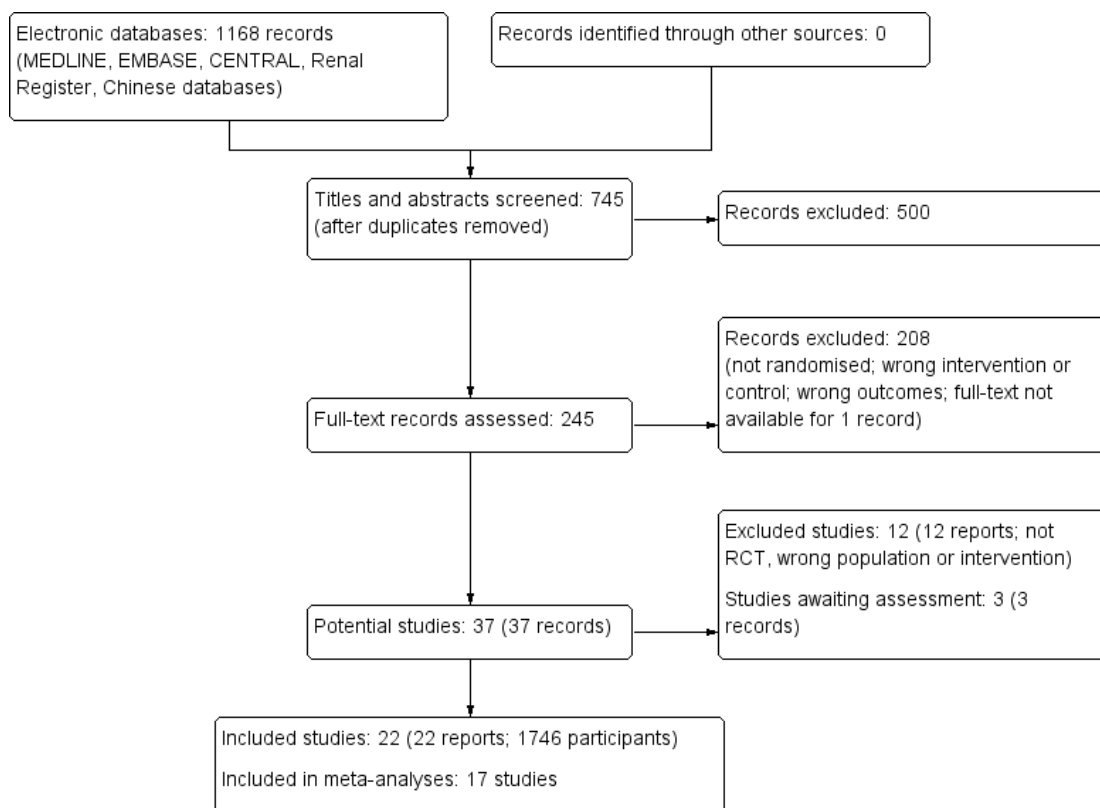 Electronic databases: 1168 records
(MEDLINE, EMBASE, CENTRAL, Renal
Register, Chinese databases)
Records identified through other sources: 0
Titles and abstracts screened: 745
(after duplicates removed)
Records excluded: 500
Records excluded: 208
(not randomised; wrong intervention or
control; wrong outcomes; full-text not
available for 1 record)
Full-text records assessed: 245
Excluded studies: 12 (12 reports; not
RCT, wrong population or intervention)
Studies awaiting assessment: 3 (3
records)
Potential studies: 37 (37 records)
Included studies: 22 (22 reports; 1746 participants)
Included in meta-analyses: 17 studies